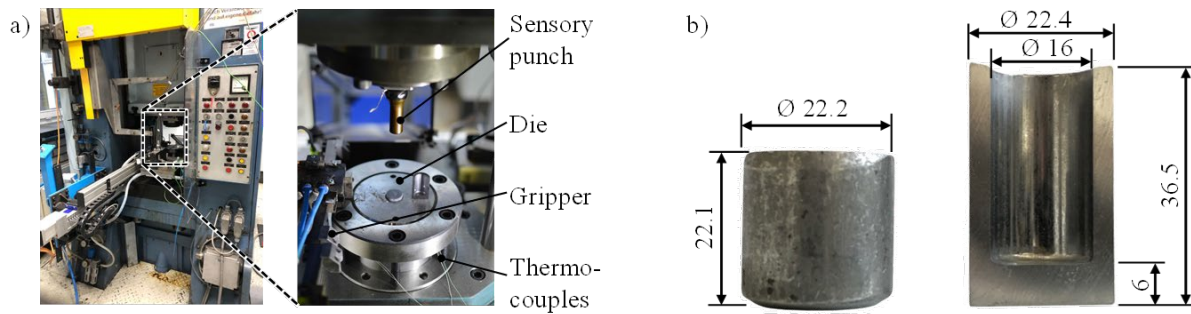 a)
Sensory
punch
Die
Gripper
Thermo-
couples
b)
Ø 22.2
22.1
Ø 22.4
Ø 16
36.5
6